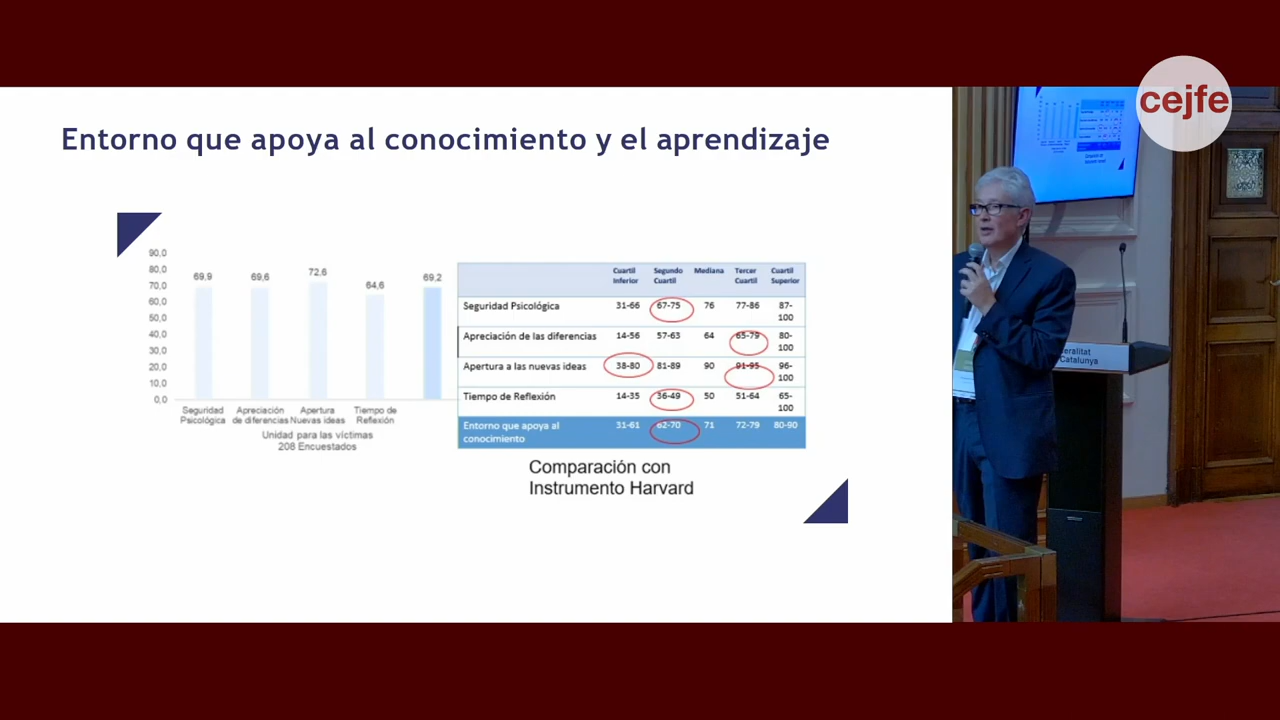 cejfe
Entorno que apoya al conocimiento y el aprendizaje
90,0
80,0
70,0
60,0
50,0
40,0
30,0
20,0
10,0
0,0
69,9
69,6
72,6
64,6
69,2
Seguridad
Psicológica
Apreciación
de diferencias
Apertura
Nuevas ideas
Tiempo de
Reflexión
Unidad para las víctimas
208 Encuestados
Cuartil Inferior Segundo Cuartil Mediana Tercer Cuartil Cuartil Superior
Seguridad Psicológica 31-66 67-75 76 77-86 87-100
Apreciación de las diferencias 14-56 57-63 64 65-79 80-100
Apertura a las nuevas ideas 38-80 81-89 90 91-95 96-100
Tiempo de Reflexión 14-35 36-49 50 51-64 65-100
Entorno que apoya al conocimiento 31-61 62-70 71 72-79 80-90
Comparación con
Instrumento Harvard
Catalunya